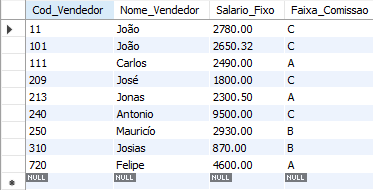 Cod_Vendedor Nome_Vendedor Salario_Fixo Faixa_Comissao
11 João 2780.00 C
101 João 2650.32 C
111 Carlos 2490.00 A
209 José 1800.00 C
213 Jonas 2300.50 A
240 Antonio 9500.00 C
250 Mauricío 2930.00 B
310 Josias 870.00 B
720 Felipe 4600.00 A
NULL NULL NULL NULL